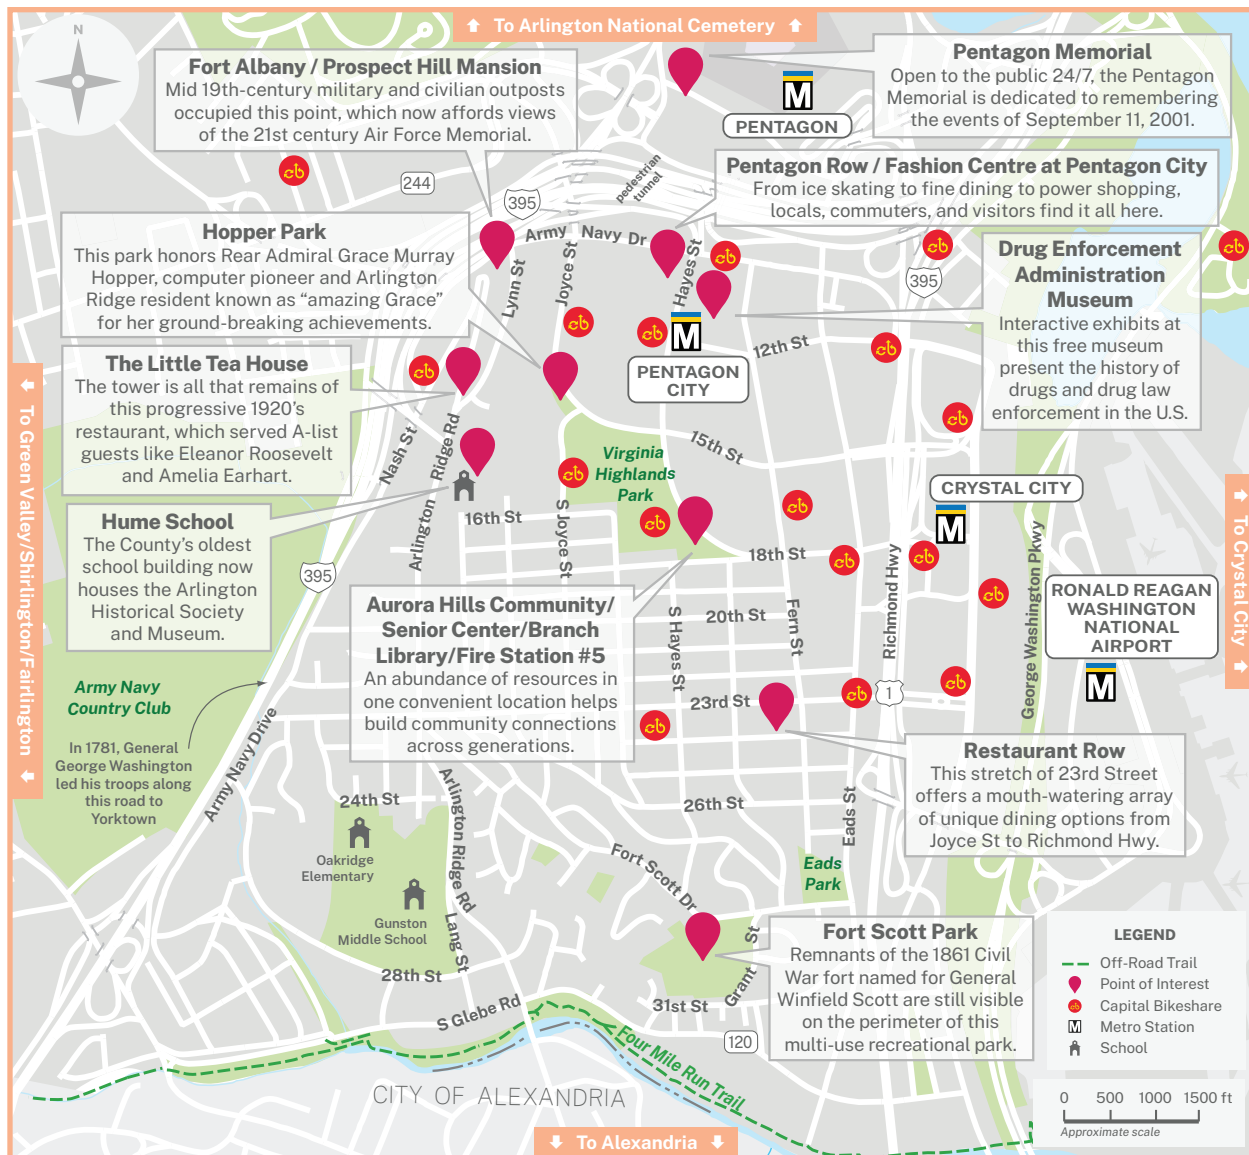 To Arlington National Cemetery
N
Fort Albany / Prospect Hill Mansion
Mid 19th-century military and civilian outposts
occupied this point, which now affords views
of the 21st century Air Force Memorial.
Pentagon Memorial
Open to the public 24/7, the Pentagon
Memorial is dedicated to remembering
the events of September 11, 2001.
M
PENTAGON
244
395
pedestrian
tunnel
Pentagon Row / Fashion Centre at Pentagon City
From ice skating to fine dining to power shopping,
locals, commuters, and visitors find it all here.
Hopper Park
This park honors Rear Admiral Grace Murray
Hopper, computer pioneer and Arlington
Ridge resident known as “amazing Grace”
for her ground-breaking achievements.
Army Navy Dr
Lynn St
Joyce St
Hayes St
395
Drug Enforcement
Administration
Museum
Interactive exhibits at
this free museum
present the history of
drugs and drug law
enforcement in the U.S.
M
PENTAGON
CITY
12th St
The Little Tea House
The tower is all that remains of
this progressive 1920’s
restaurant, which served A-list
guests like Eleanor Roosevelt
and Amelia Earhart.
Nash St
Arlington Ridge Rd
15th St
Virginia
Highlands
Park
CRYSTAL CITY
M
To Green Valley/Shirlington/Fairlington
To Crystal City
Hume School
The County’s oldest
school building now
houses the Arlington
Historical Society
and Museum.
16th St
S Joyce St
18th St
395
Richmond Hwy
George Washington Pkwy
RONALD REAGAN
WASHINGTON
NATIONAL
AIRPORT
M
Aurora Hills Community/
Senior Center/Branch
Library/Fire Station #5
An abundance of resources in
one convenient location helps
build community connections
across generations.
S Hayes St
20th St
Fern St
23rd St
1
Army Navy
Country Club
In 1781, General
George Washington
led his troops along
this road to
Yorktown
Army Navy Drive
Restaurant Row
This stretch of 23rd Street
offers a mouth-watering array
of unique dining options from
Joyce St to Richmond Hwy.
24th St
Arlington Ridge Rd
26th St
Eads St
Oakridge
Elementary
Gunston
Middle School
Lang St
28th St
Fort Scott Dr
Eads
Park
Fort Scott Park
Remnants of the 1861 Civil
War fort named for General
Winfield Scott are still visible
on the perimeter of this
multi-use recreational park.
Grant St
31st St
S Glebe Rd
120
Four Mile Run Trail
CITY OF ALEXANDRIA
LEGEND
Off-Road Trail
Point of Interest
Capital Bikeshare
M Metro Station
School
0 500 1000 1500 ft
Approximate scale
To Alexandria